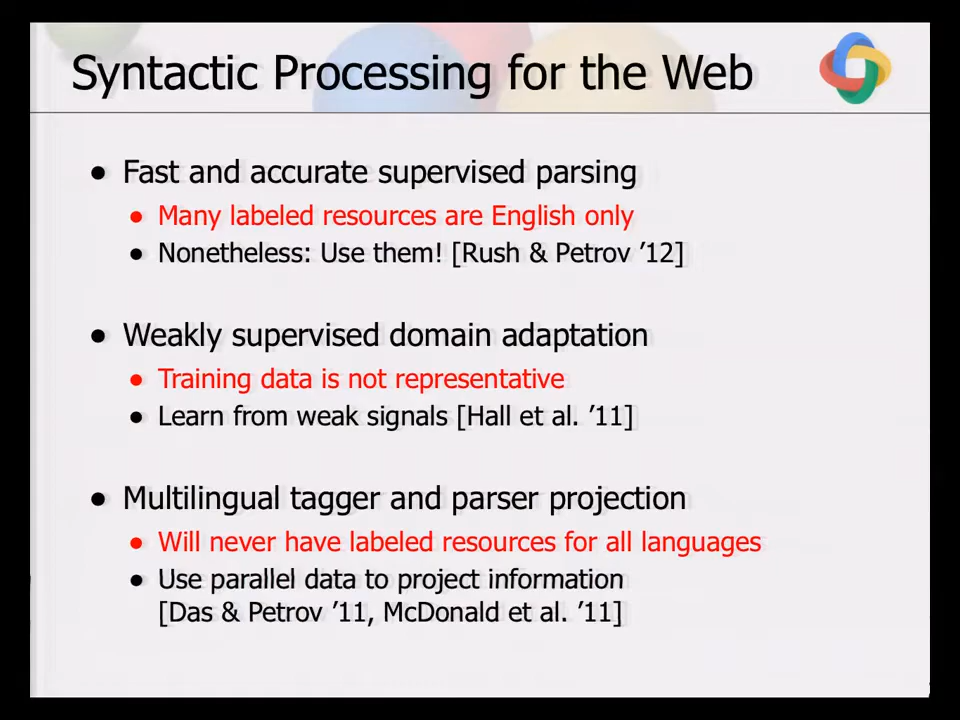 Syntactic Processing for the Web
● Fast and accurate supervised parsing
● Many labeled resources are English only
● Nonetheless: Use them! [Rush & Petrov ’12]
● Weakly supervised domain adaptation
● Training data is not representative
● Learn from weak signals [Hall et al. ’11]
● Multilingual tagger and parser projection
● Will never have labeled resources for all languages
● Use parallel data to project information
[Das & Petrov ’11, McDonald et al. ’11]